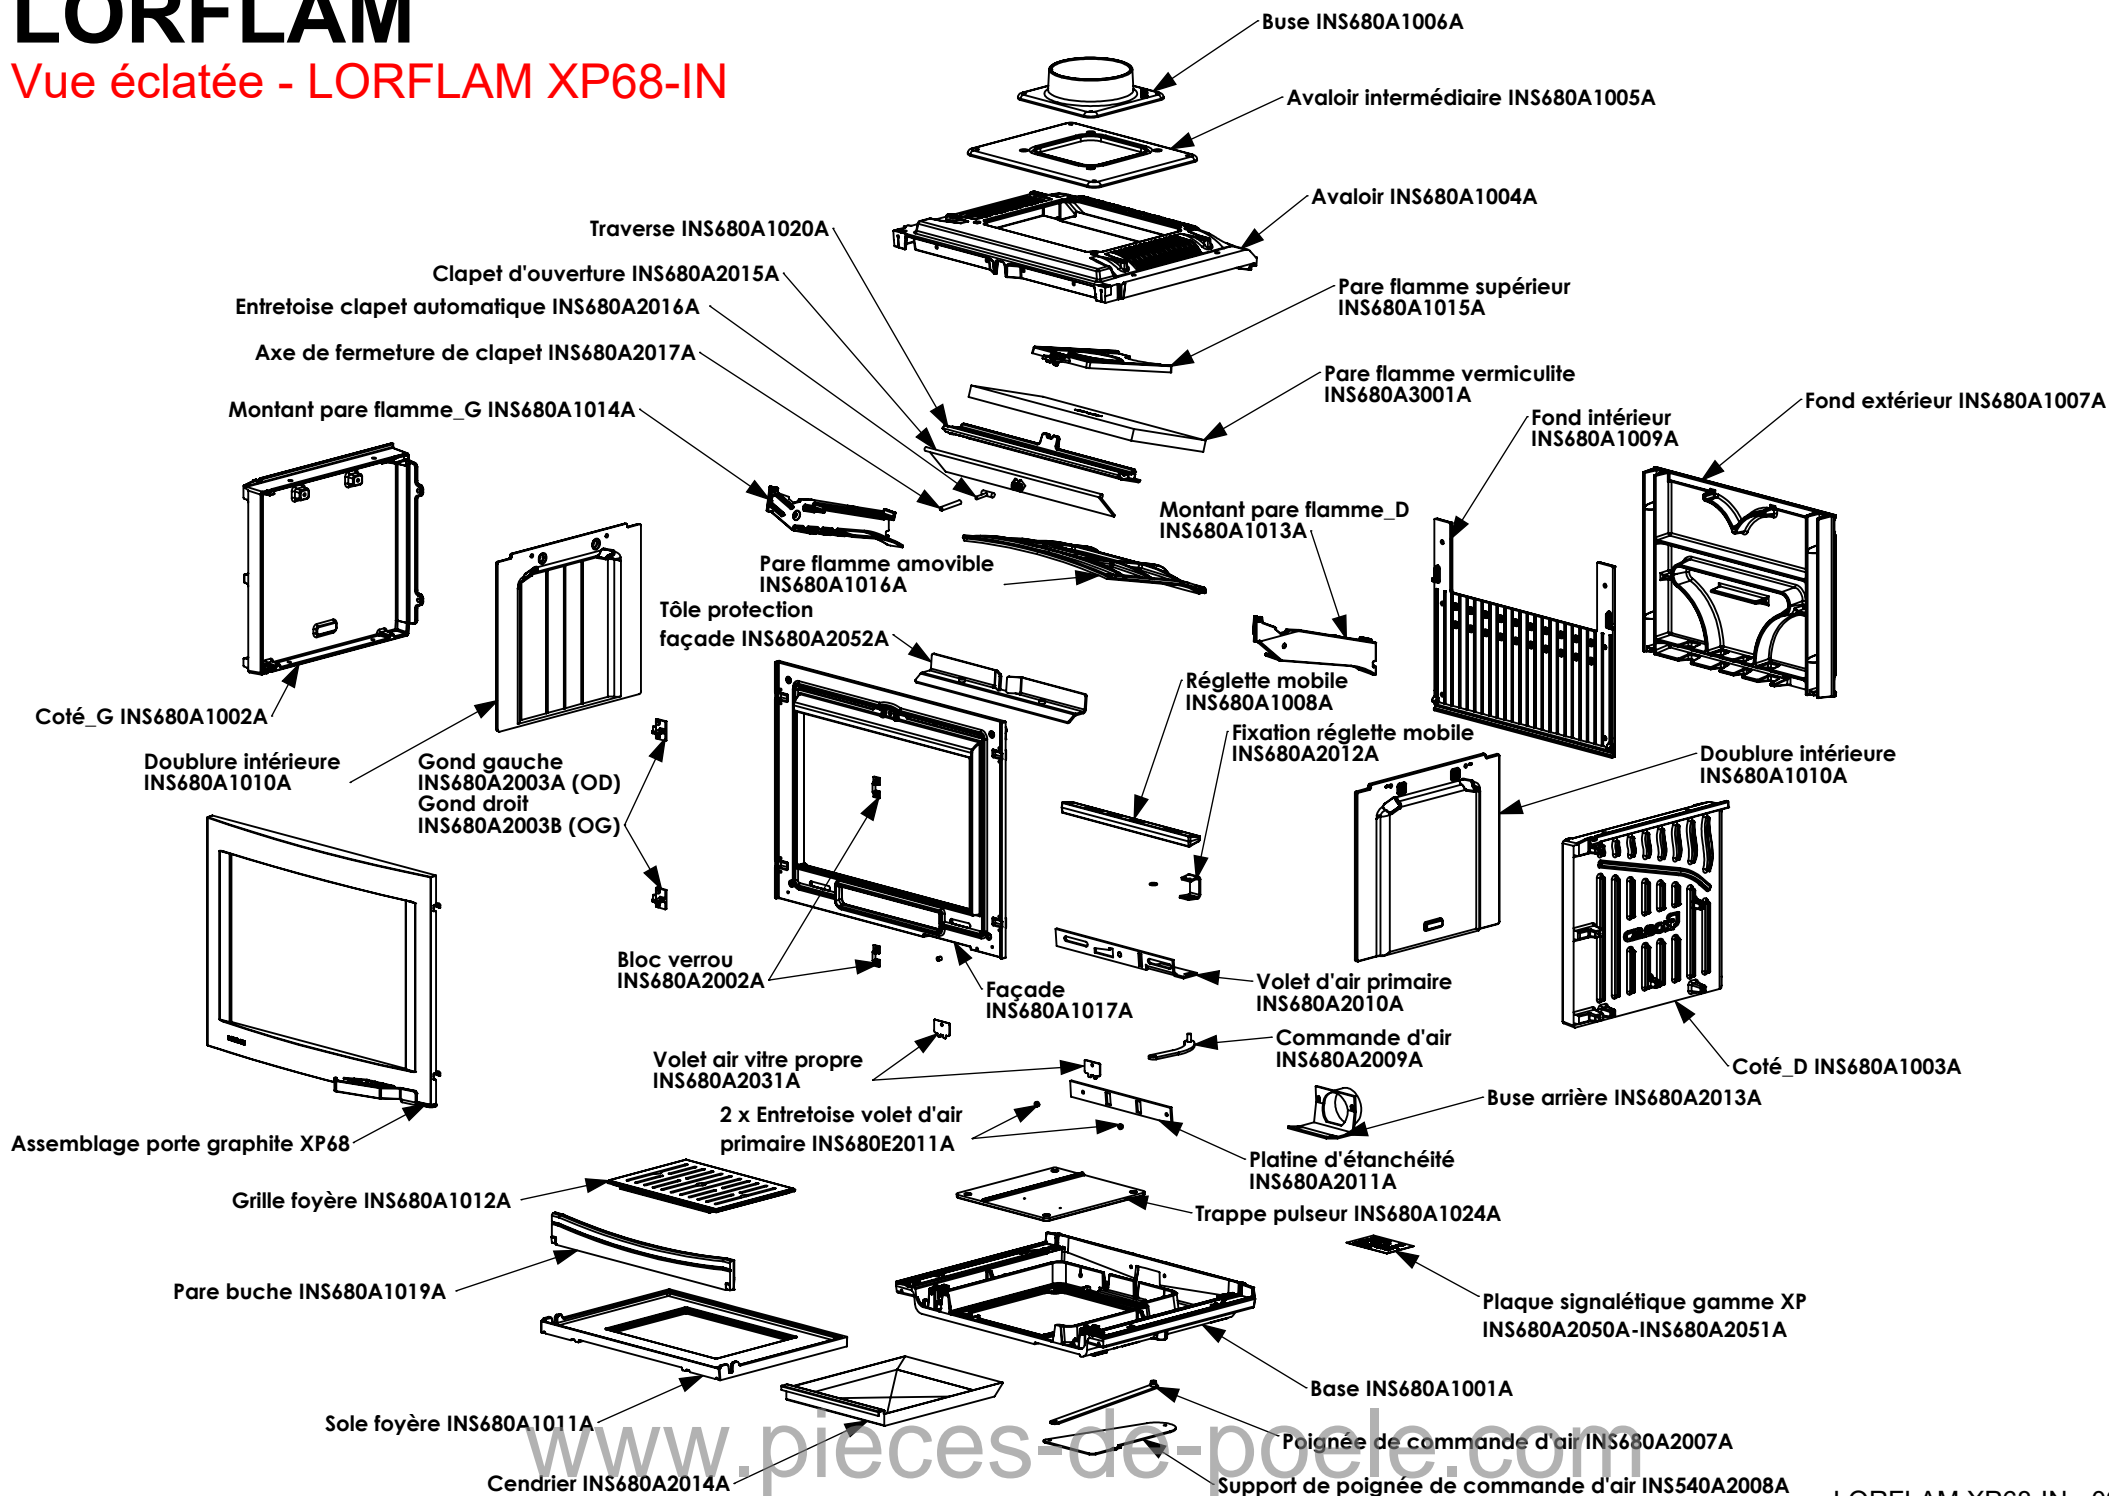 LORFLAM
Vue éclatée - LORFLAM XP68-IN
Buse INS680A1006A
Avaloir intermédiaire INS680A1005A
Avaloir INS680A1004A
Traverse INS680A1020A
Clapet d'ouverture INS680A2015A
Entretoise clapet automatique INS680A2016A
Axe de fermeture de clapet INS680A2017A
Montant pare flamme_G INS680A1014A
Pare flamme supérieur
INS680A1015A
Pare flamme vermiculite
INS680A3001A
Fond intérieur
INS680A1009A
Fond extérieur INS680A1007A
Montant pare flamme_D
INS680A1013A
Pare flamme amovible
INS680A1016A
Tôle protection
façade INS680A2052A
Réglette mobile
INS680A1008A
Fixation réglette mobile
INS680A2012A
Coté_G INS680A1002A
Doublure intérieure
INS680A1010A
Gond gauche
INS680A2003A (OD)
Gond droit
INS680A2003B (OG)
Doublure intérieure
INS680A1010A
Bloc verrou
INS680A2002A
Façade
INS680A1017A
Volet d'air primaire
INS680A2010A
Commande d'air
INS680A2009A
Volet air vitre propre
INS680A2031A
Coté_D INS680A1003A
Buse arrière INS680A2013A
2 x Entretoise volet d'air
primaire INS680E2011A
Assemblage porte graphite XP68
Platine d'étanchéité
INS680A2011A
Grille foyère INS680A1012A
Trappe pulseur INS680A1024A
Pare buche INS680A1019A
Plaque signalétique gamme XP
INS680A2050A-INS680A2051A
Base INS680A1001A
Sole foyère INS680A1011A
www.pieces-de-poele.com
Poignée de commande d'air INS680A2007A
Cendrier INS680A2014A
Support de poignée de commande d'air INS540A2008A